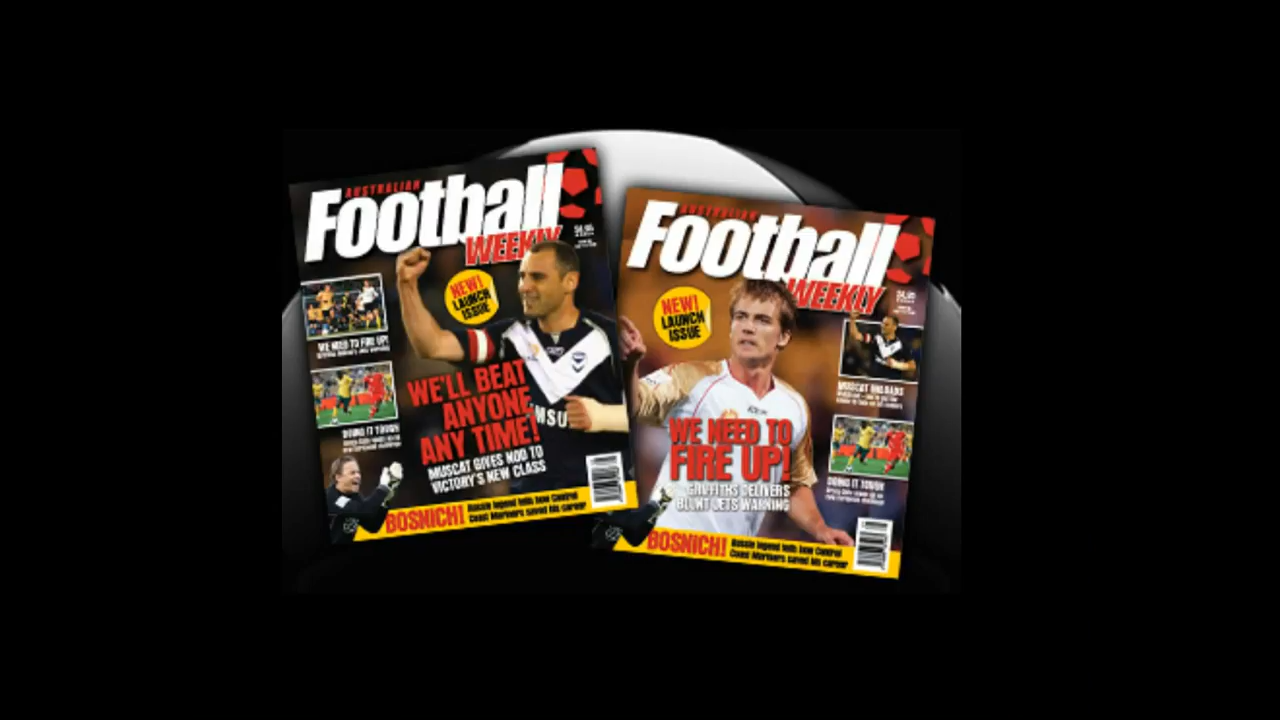 AUSTRALIAN
Football
WEEKLY
NEW!
LAUNCH
ISSUE
WE NEED TO FIRE UP!
DOING IT TOUGH
WE'LL BEAT
ANYONE
ANY TIME!
MUSCAT GIVES NOD TO
VICTORY'S NEW CLASS
BOSNICH!
Aussie legend tells how Central
Coast Mariners saved his career
AUSTRALIAN
Football
WEEKLY
NEW!
LAUNCH
ISSUE
DOING IT TOUGH
WE NEED TO
FIRE UP!
GRIFFITHS DELIVERS
BLUNT JETS WARNING
BOSNICH!
Aussie legend tells how Central
Coast Mariners saved his career